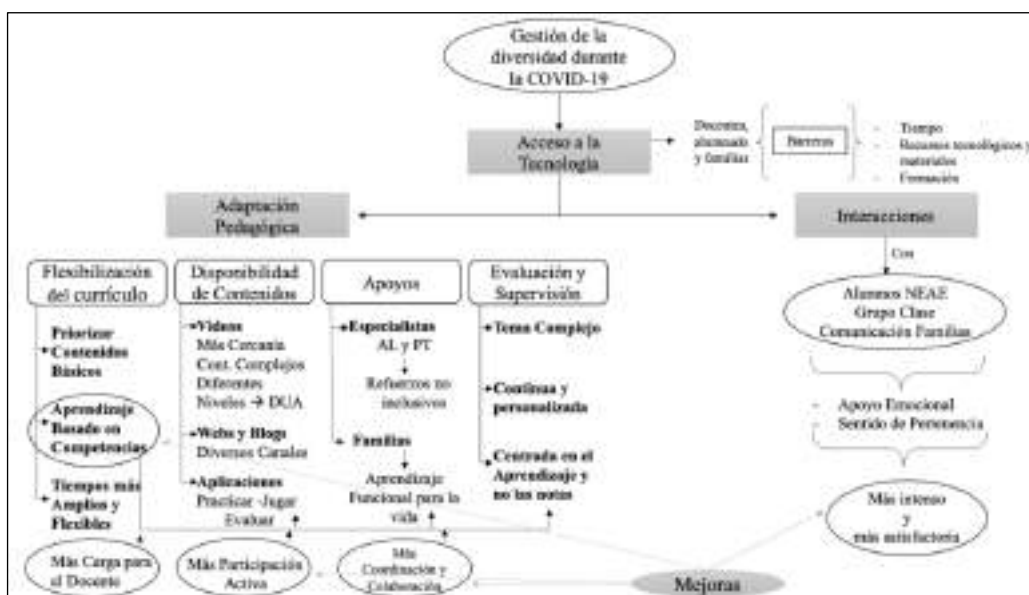 Gestión de la
diversidad durante
la COVID-19
Acceso a la
Tecnología
Docentes,
alumnado
y familias
Barreras
- Tiempo
- Recursos tecnológicos y
materiales
- Formación
Adaptación
Pedagógica
Interacciones
Flexibilización
del currículo
Priorizar
Contenidos
Básicos
Aprendizaje
Basado en
Competencias
Tiempos más
Amplios y
Flexibles
Más Carga para
el Docente
Disponibilidad
de Contenidos
Videos
Más Cercanía
Cont. Complejos
Diferentes
Niveles → DUA
Webs y Blogs
Diversos Canales
Aplicaciones
Practicar -Jugar
Evaluar
Más Participación
Activa
Apoyos
Especialistas
AL y PT
Refuerzos no
inclusivos
Familias
Aprendizaje
Funcional para la
vida
Más
Coordinación y
Colaboración
Evaluación y
Supervisión
Tema Complejo
Continua y
personalizada
Centrada en el
Aprendizaje y
no las notas
Con
Alumnos NEAE
Grupo Clase
Comunicación Familias
- Apoyo Emocional
- Sentido de Pertenencia
Más intenso
y
más satisfactoria
Mejoras